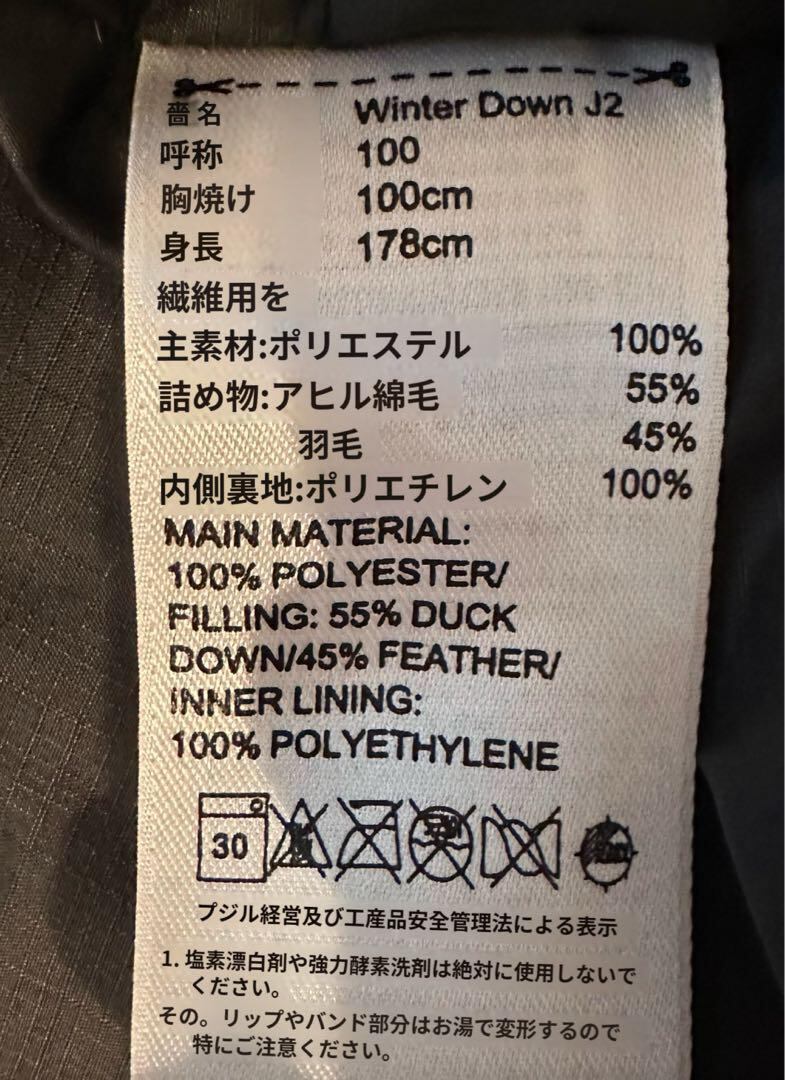 嗇名 Winter Down J2
呼称 100
胸焼け 100cm
身長 178cm
繊維用を
主素材:ポリエステル 100%
詰め物:アヒル綿毛 55%
羽毛 45%
内側裏地:ポリエチレン 100%
MAIN MATERIAL:
100% POLYESTER/
FILLING: 55% DUCK
DOWN/45% FEATHER/
INNER LINING:
100% POLYETHYLENE
30
プジル経営及び工産品安全管理法による表示
1. 塩素漂白剤や強力酵素洗剤は絶対に使用しないで
ください。
その。リップやバンド部分はお湯で変形するので
特にご注意ください。